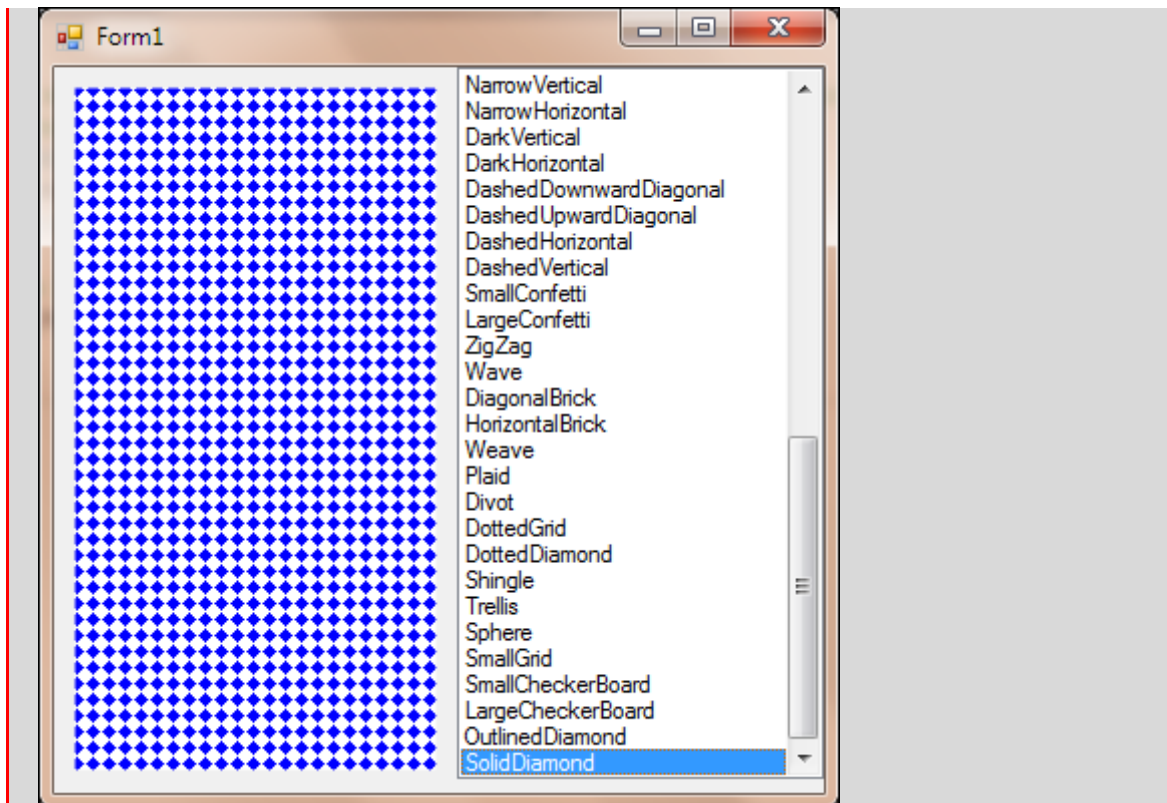 Form1
NarrowVertical
NarrowHorizontal
DarkVertical
DarkHorizontal
DashedDownwardDiagonal
DashedUpwardDiagonal
DashedHorizontal
DashedVertical
SmallConfetti
LargeConfetti
ZigZag
Wave
DiagonalBrick
HorizontalBrick
Weave
Plaid
Divot
DottedGrid
DottedDiamond
Shingle
Trellis
Sphere
SmallGrid
SmallCheckerBoard
LargeCheckerBoard
OutlinedDiamond
SolidDiamond